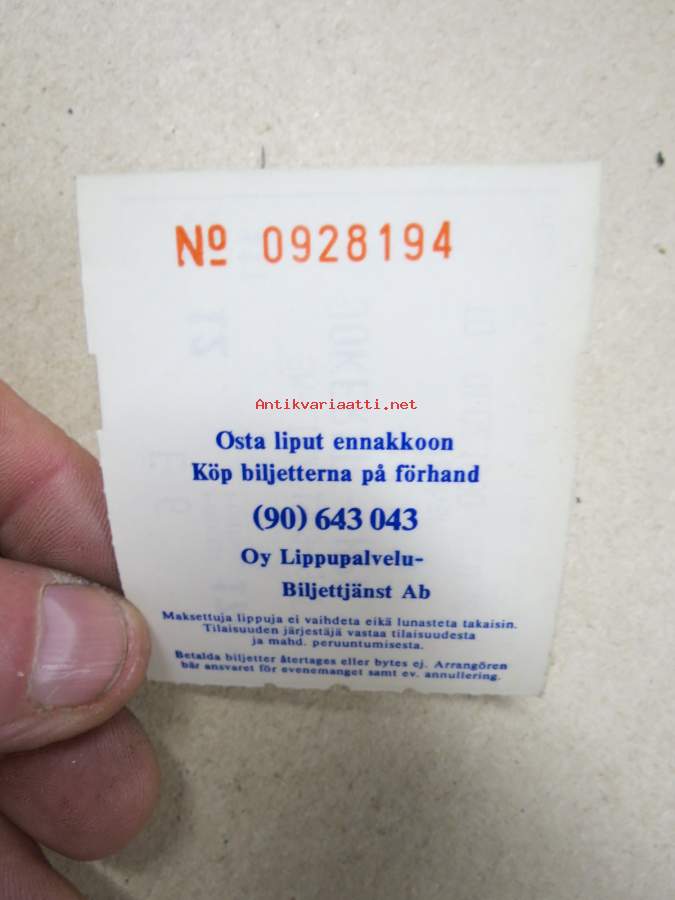 Nº 0928194
Antikvariaatti.net
Osta liput ennakkoon
Köp biljetterna på förhand
(90) 643 043
Oy Lippupalvelu-
Biljettjänst Ab
Maksettuja lippuja ei vaihdeta eikä lunasteta takaisin.
Tilaisuuden järjestäjä vastaa tilaisuudesta
ja mahd. peruuntumisesta.
Betalda biljetter återtages eller bytes ej. Arrangören
bär ansvaret för evenemanget samt ev. annullering.